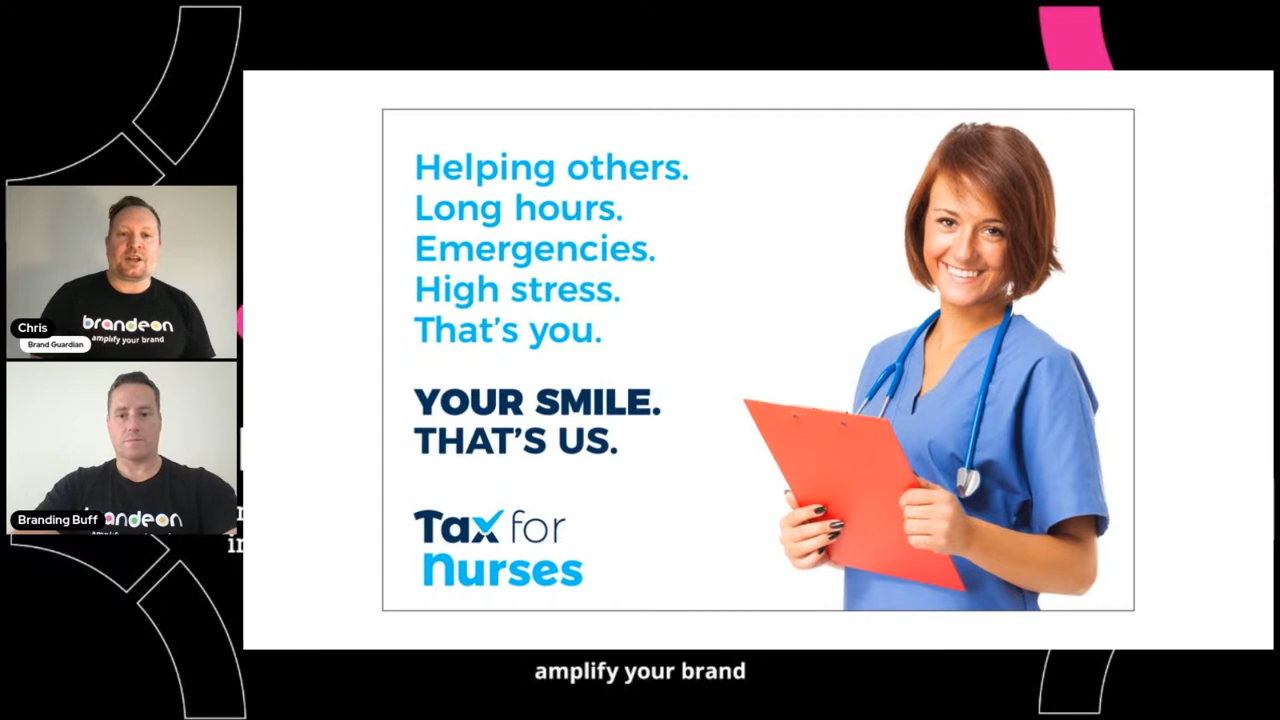 Helping others.
Long hours.
Emergencies.
High stress.
That's you.
YOUR SMILE.
THAT'S US.
Tax for
Nurses
brandeon
amplify your brand
Chris
Brand Guardian
Branding Buff
amplify your brand